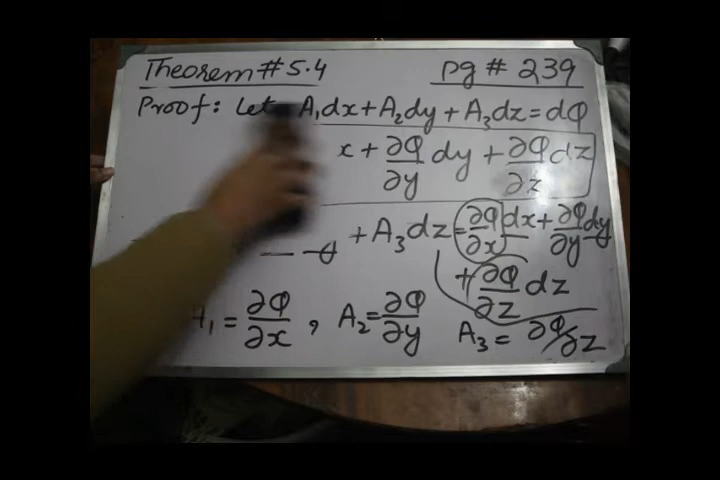 Theorem # 5.4 pg # 239
Proof: Let A₁dx + A₂dy + A₃dz = dφ
x + ∂φ/∂y dy + ∂φ/∂z dz
+ A₃dz = ∂φ/∂x dx + ∂φ/∂y dy
+ ∂φ/∂z dz
A₁ = ∂φ/∂x , A₂ = ∂φ/∂y A₃ = ∂φ/∂z